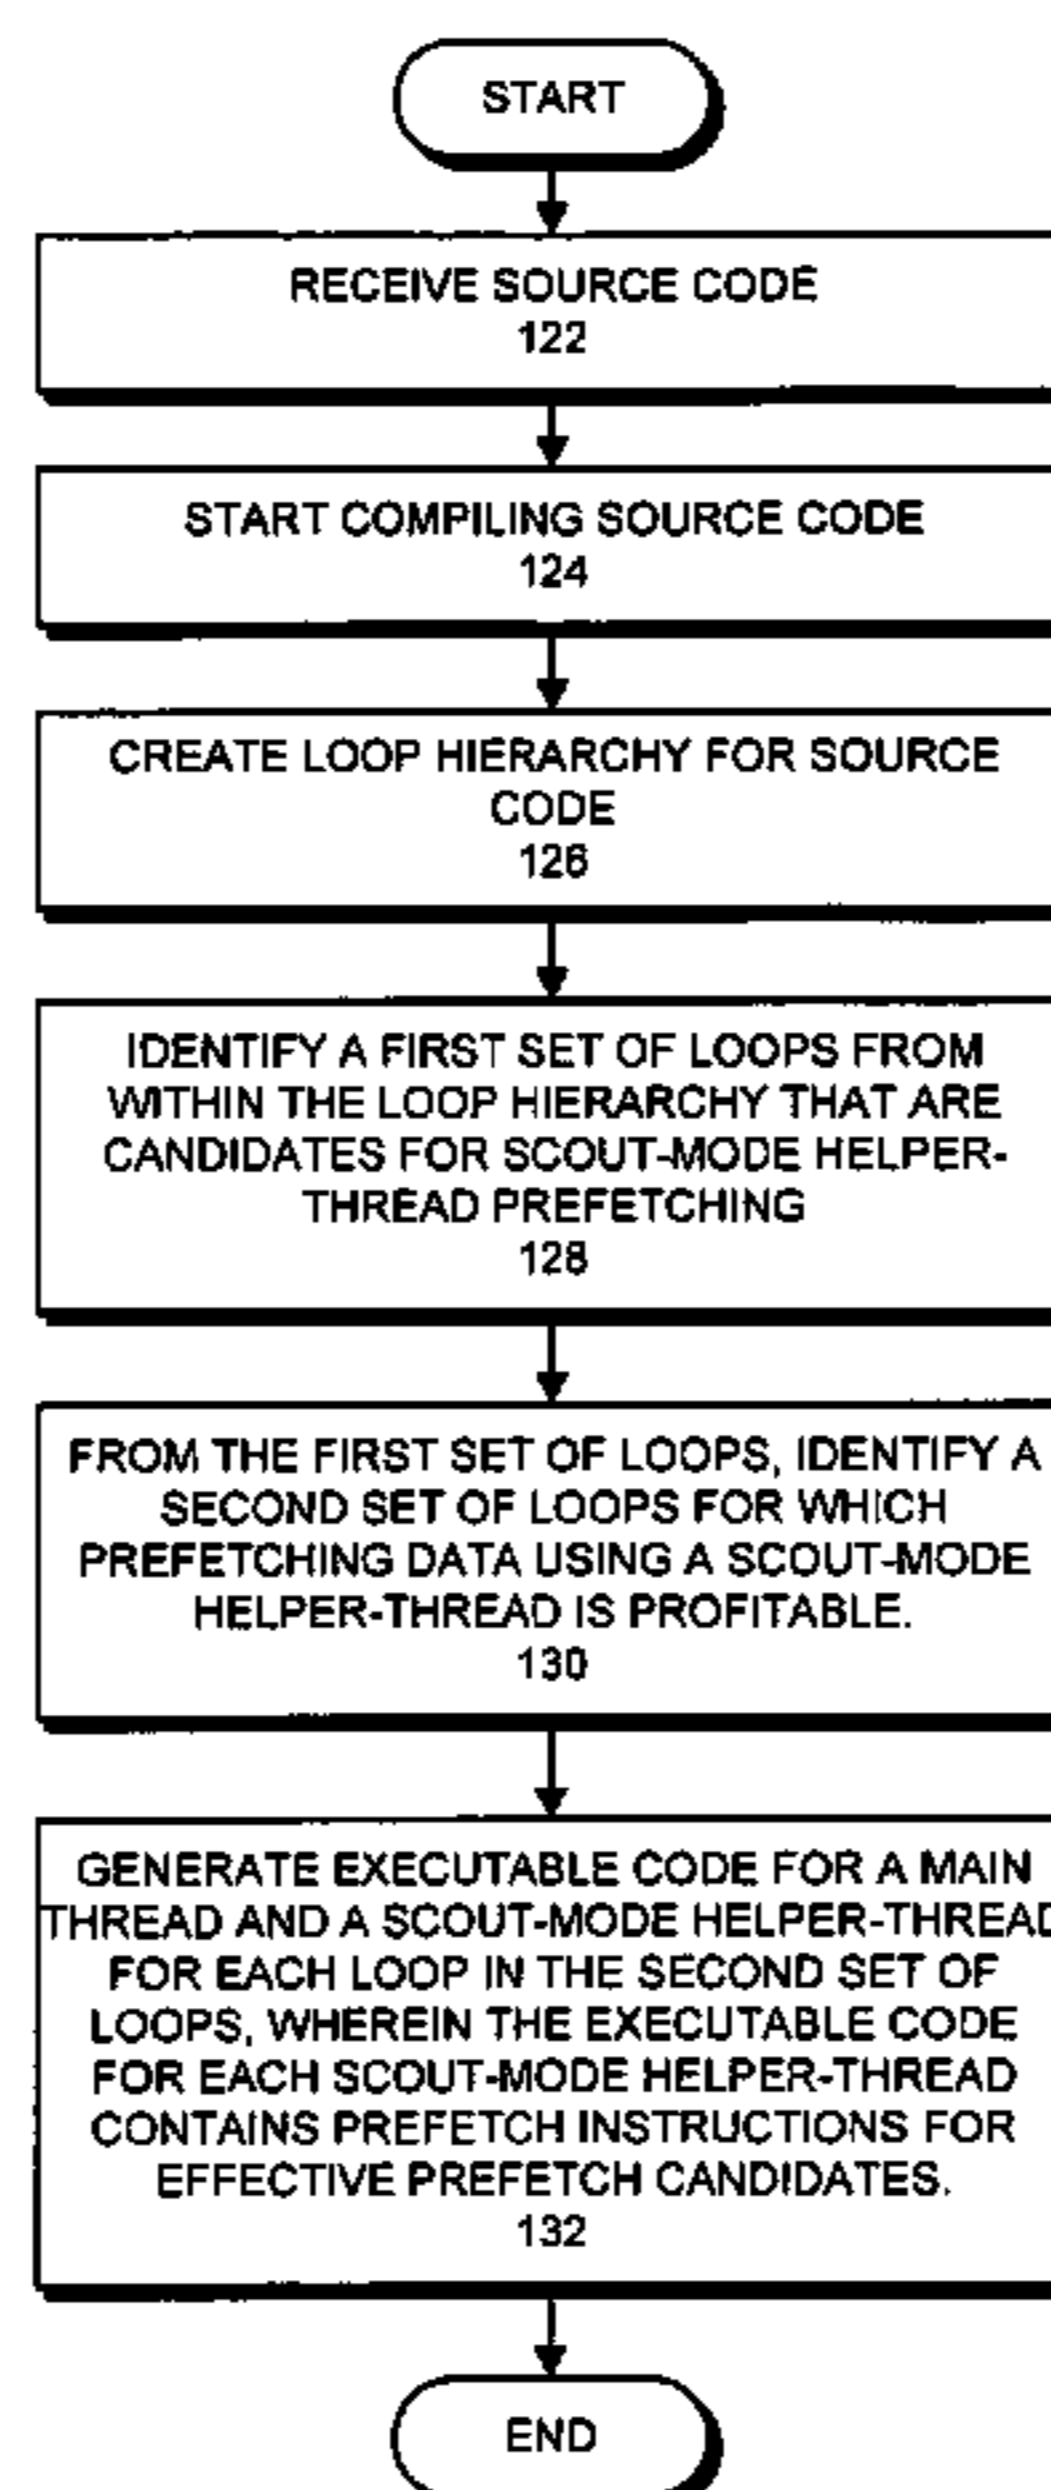 START
RECEIVE SOURCE CODE
122
START COMPILING SOURCE CODE
124
CREATE LOOP HIERARCHY FOR SOURCE
CODE
126
IDENTIFY A FIRST SET OF LOOPS FROM
WITHIN THE LOOP HIERARCHY THAT ARE
CANDIDATES FOR SCOUT-MODE HELPER-
THREAD PREFETCHING
128
FROM THE FIRST SET OF LOOPS, IDENTIFY A
SECOND SET OF LOOPS FOR WHICH
PREFETCHING DATA USING A SCOUT-MODE
HELPER-THREAD IS PROFITABLE.
130
GENERATE EXECUTABLE CODE FOR A MAIN
THREAD AND A SCOUT-MODE HELPER-THREAD
FOR EACH LOOP IN THE SECOND SET OF
LOOPS, WHEREIN THE EXECUTABLE CODE
FOR EACH SCOUT-MODE HELPER-THREAD
CONTAINS PREFETCH INSTRUCTIONS FOR
EFFECTIVE PREFETCH CANDIDATES.
132
END